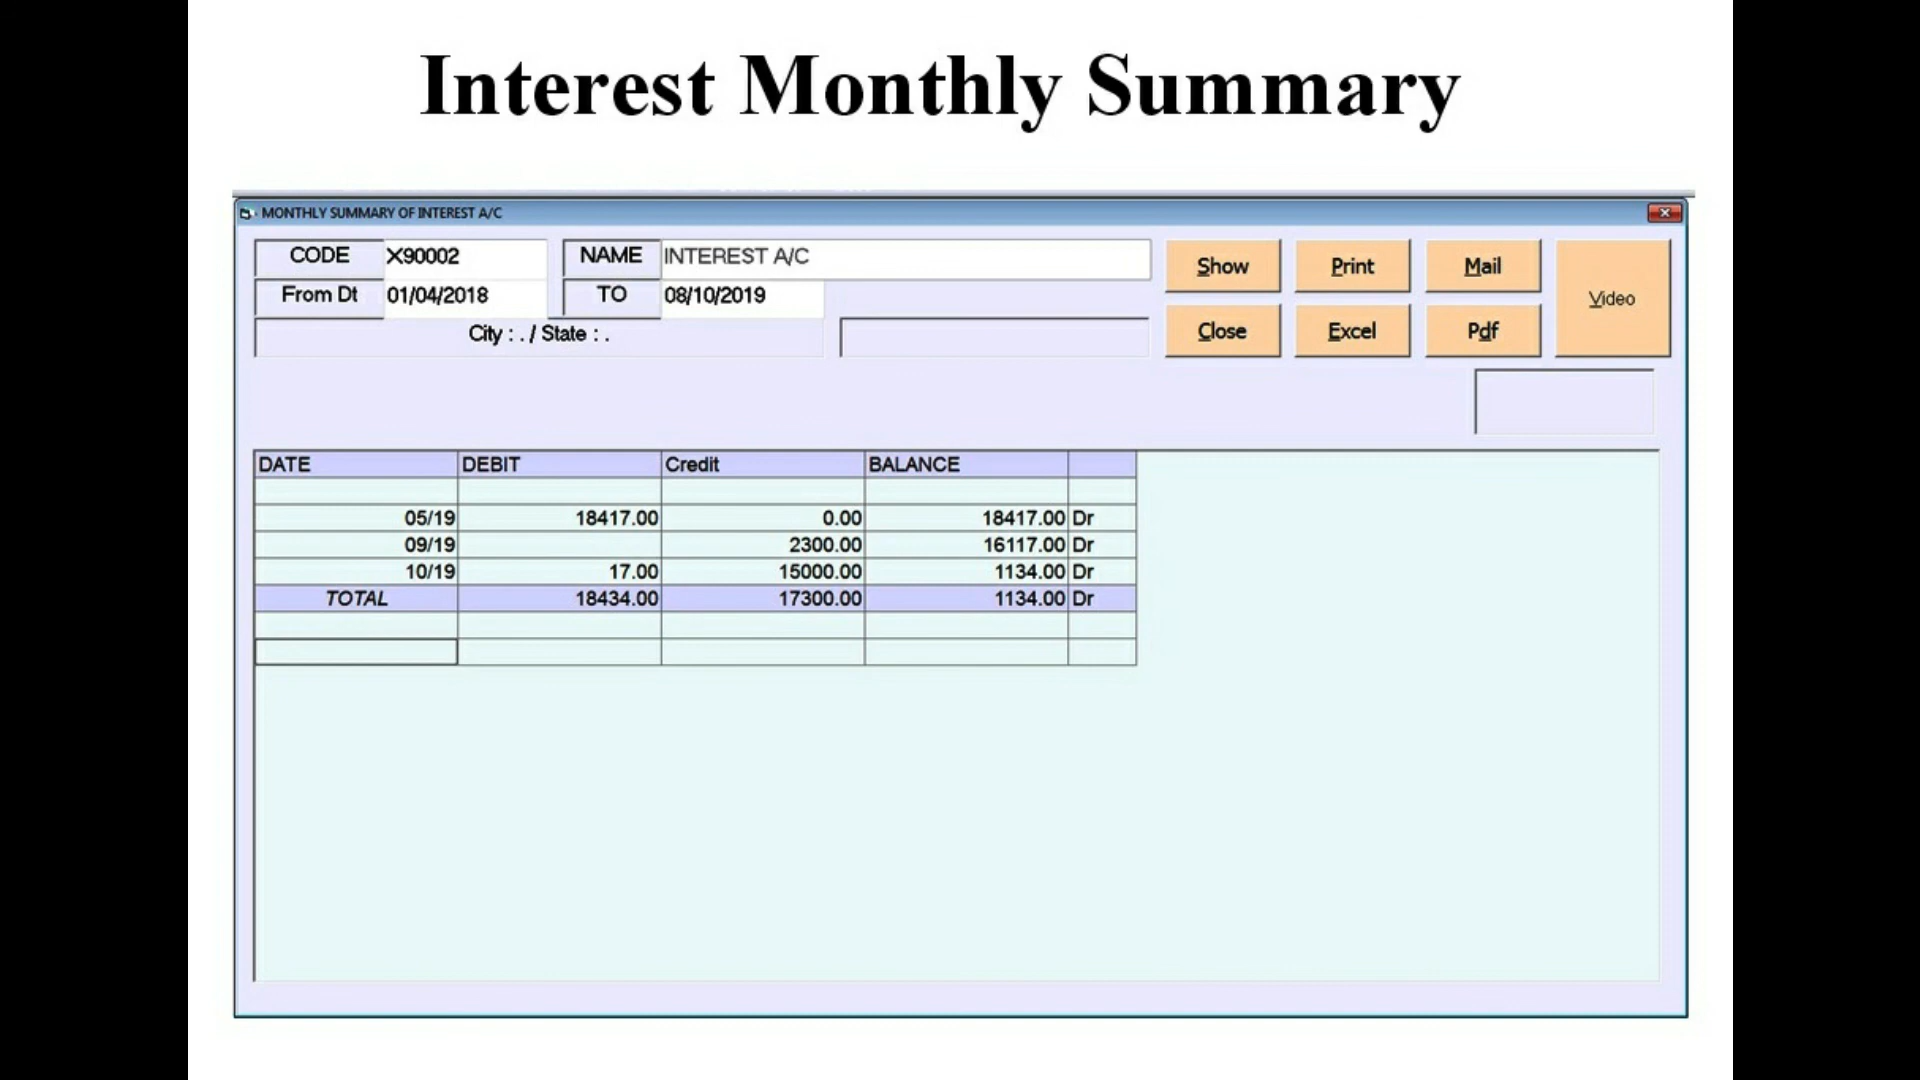 Interest Monthly Summary
MONTHLY SUMMARY OF INTEREST A/C
CODE X90002 NAME INTEREST A/C Show Print Mail Video
From Dt 01/04/2018 TO 08/10/2019
City : . / State : . Close Excel Pdf
DATE DEBIT Credit BALANCE
05/19 18417.00 0.00 18417.00 Dr
09/19 2300.00 16117.00 Dr
10/19 17.00 15000.00 1134.00 Dr
TOTAL 18434.00 17300.00 1134.00 Dr